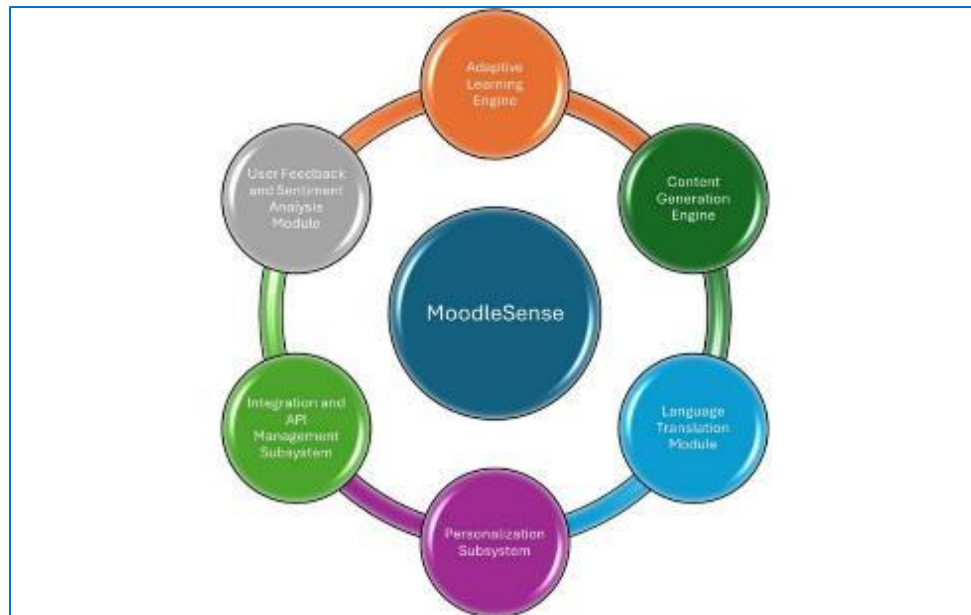 Adaptive
Learning
Engine
User Feedback
and Sentiment
Analysis
Module
Content
Generation
Engine
MoodleSense
Integration and
API
Management
Subsystem
Language
Translation
Module
Personalization
Subsystem